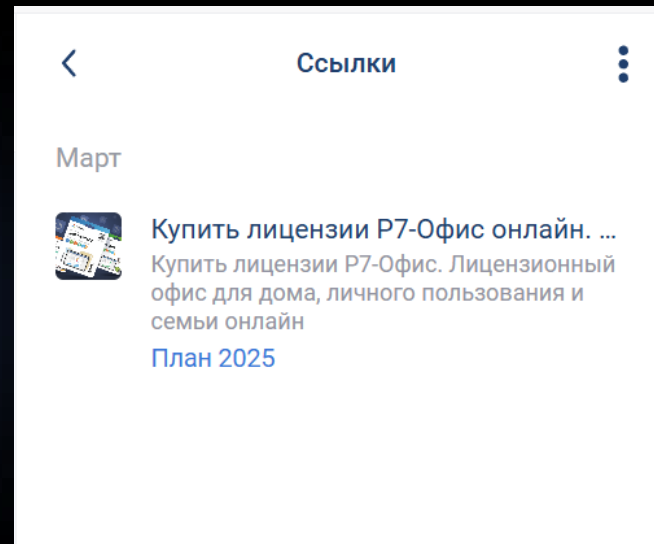 Ссылки
Март
Купить лицензии Р7-Офис онлайн. ...
Купить лицензии Р7-Офис. Лицензионный
офис для дома, личного пользования и
семьи онлайн
План 2025